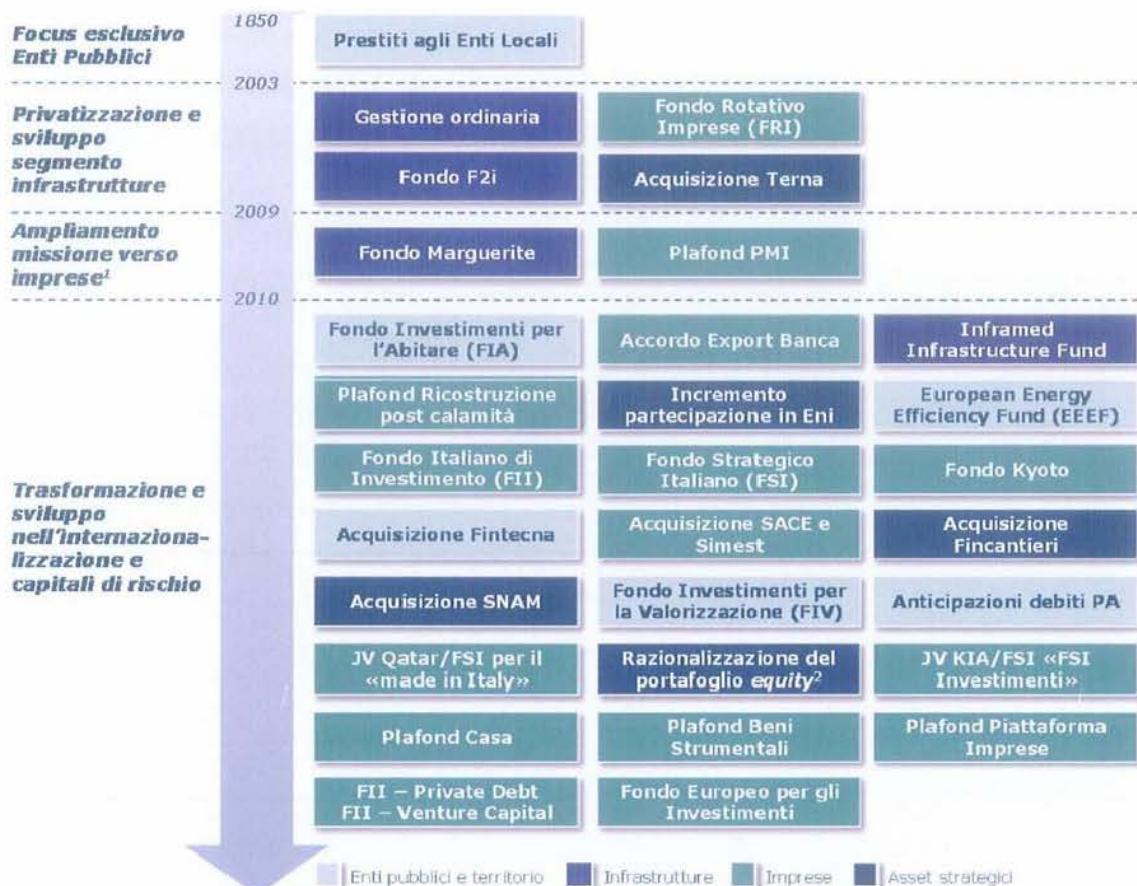 1850
Focus esclusivo
Enti Pubblici
Prestiti agli Enti Locali
2003
Privatizzazione e
sviluppo
segmento
infrastrutture
Gestione ordinaria
Fondo Rotativo
Imprese (FRI)
Fondo F2i
Acquisizione Terna
2009
Ampliamento
missione verso
imprese¹
Fondo Marguerite
Plafond PMI
2010
Trasformazione e
sviluppo
nell'internaziona-
lizzazione e
capitali di rischio
Fondo Investimenti per
l'Abitare (FIA)
Accordo Export Banca
Inframed
Infrastructure Fund
Plafond Ricostruzione
post calamità
Incremento
partecipazione in Eni
European Energy
Efficiency Fund (EEEF)
Fondo Italiano di
Investimento (FII)
Fondo Strategico
Italiano (FSI)
Fondo Kyoto
Acquisizione Fintecna
Acquisizione SACE e
Simest
Acquisizione
Fincantieri
Acquisizione SNAM
Fondo Investimenti per
la Valorizzazione (FIV)
Anticipazioni debiti PA
JV Qatar/FSI per il
«made in Italy»
Razionalizzazione del
portafoglio equity²
JV KIA/FSI «FSI
Investimenti»
Plafond Casa
Plafond Beni
Strumentali
Plafond Piattaforma
Imprese
FII – Private Debt
FII – Venture Capital
Fondo Europeo per gli
Investimenti
Enti pubblici e territorio
Infrastrutture
Imprese
Asset strategici